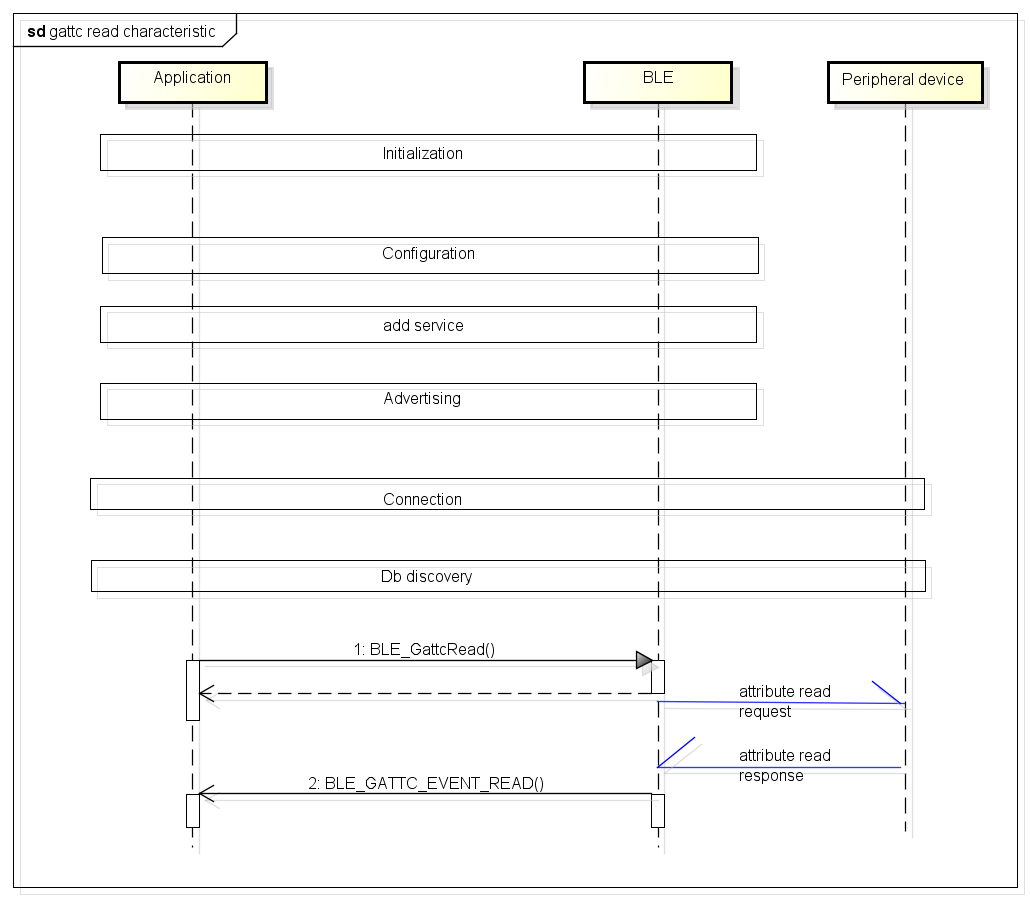 sd gattc read characteristic
Application
BLE
Peripheral device
Initialization
Configuration
add service
Advertising
Connection
Db discovery
1: BLE_GattcRead()
attribute read
request
attribute read
response
2: BLE_GATTC_EVENT_READ()